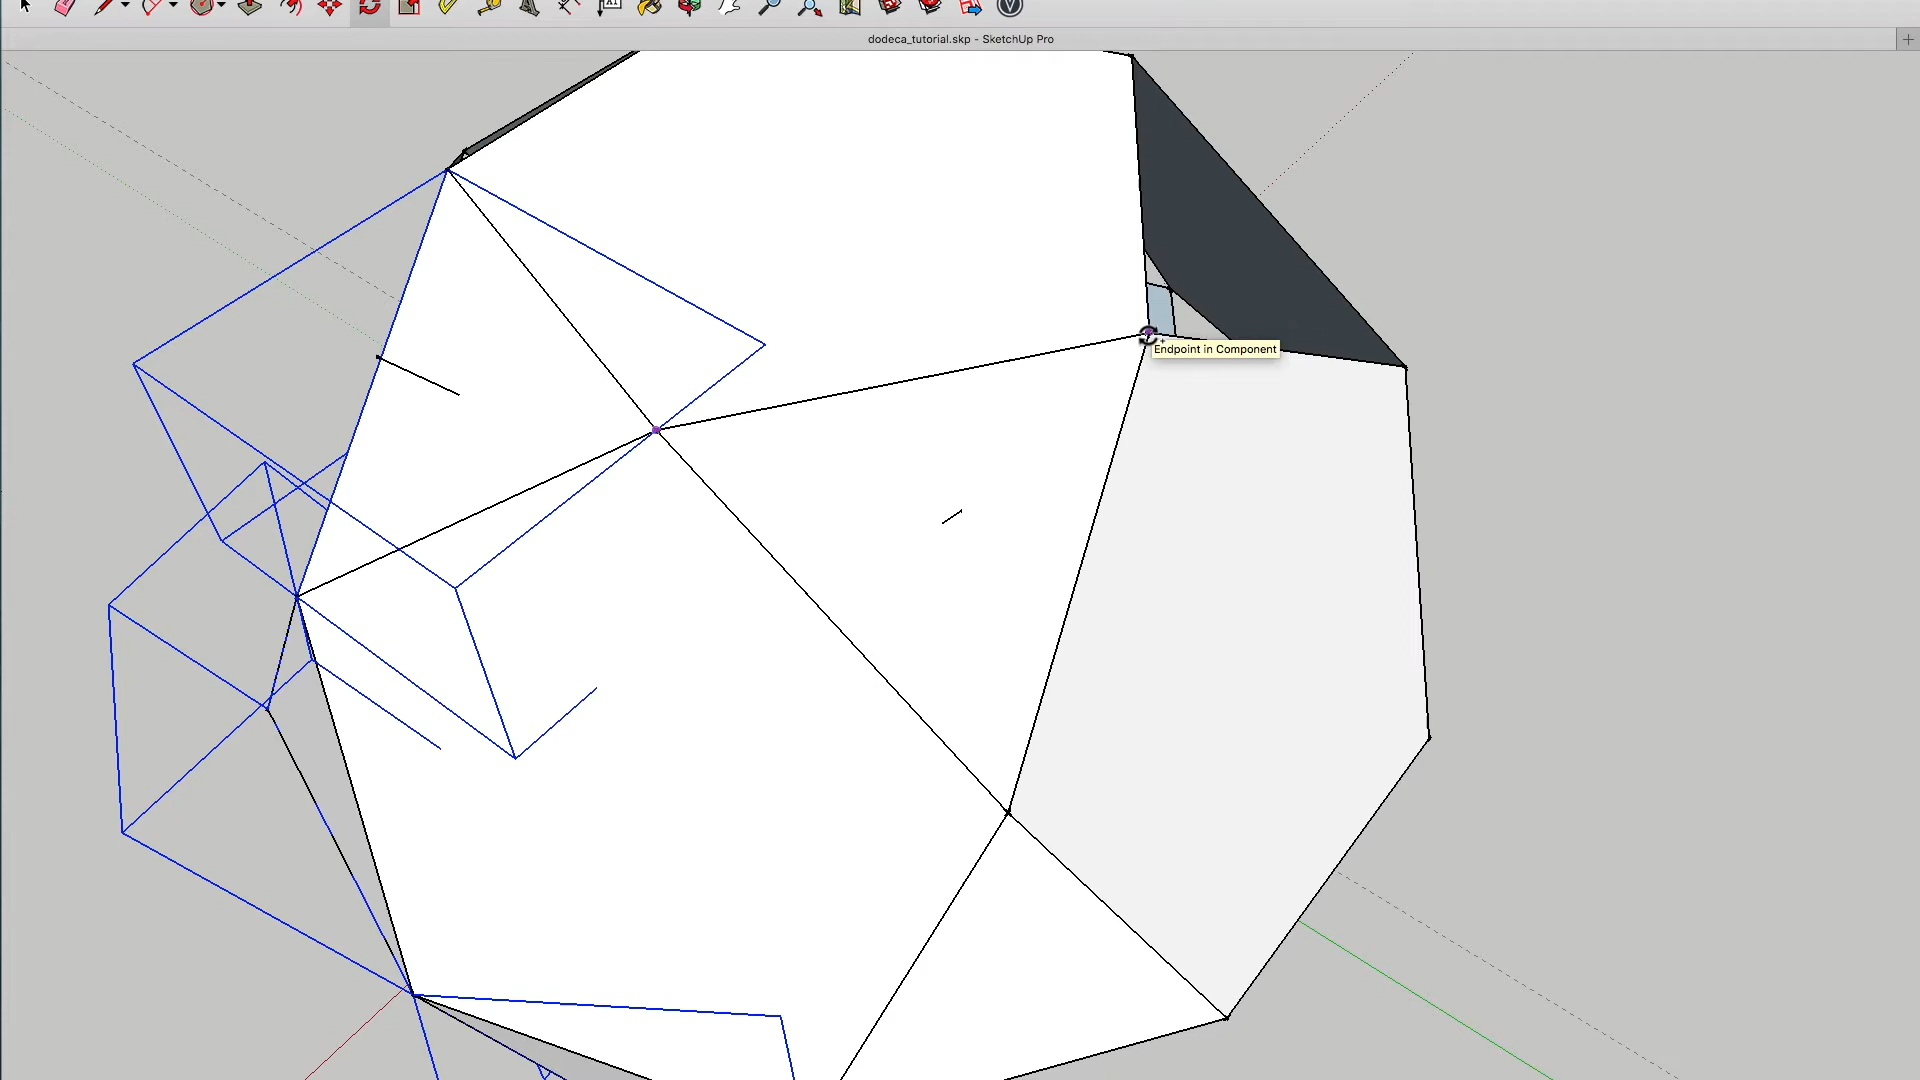 dodeca_tutorial.skp - SketchUp Pro
Endpoint in Component